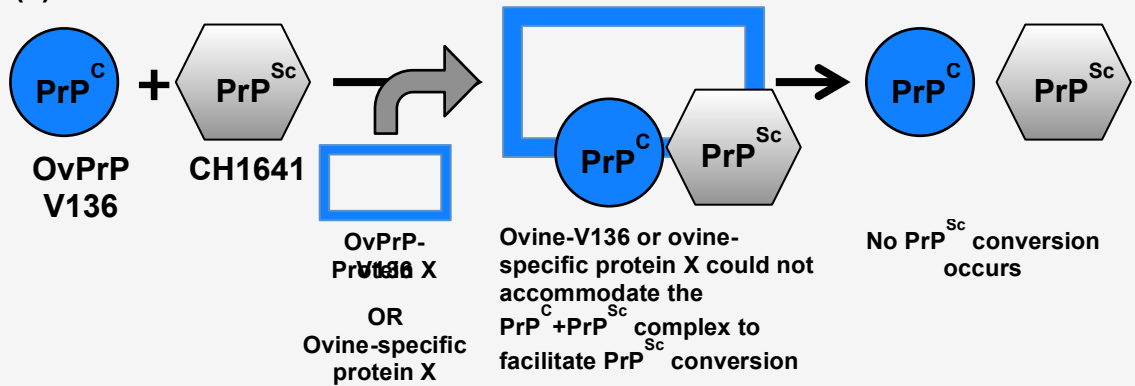 PrP^C + PrP^Sc
OvPrP
V136
CH1641
OvPrP-
V136
Protein X
OR
Ovine-specific
protein X
PrP^C PrP^Sc
Ovine-V136 or ovine-
specific protein X could not
accommodate the
PrP^C+PrP^Sc complex to
facilitate PrP^Sc conversion
PrP^C PrP^Sc
No PrP^Sc conversion
occurs